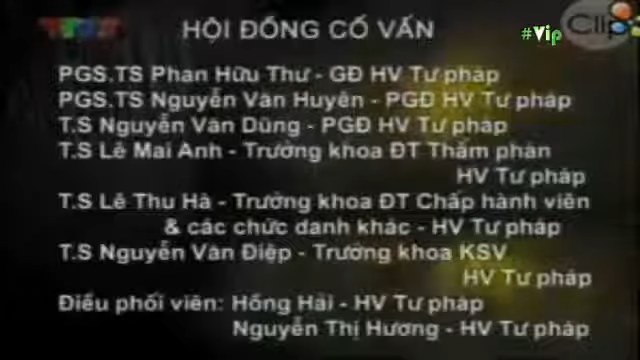 HỘI ĐỒNG CỐ VẤN
#Vip
Clip
PGS.TS Phan Hữu Thư - GĐ HV Tư pháp
PGS.TS Nguyễn Văn Huyên - PGĐ HV Tư pháp
T.S Nguyễn Văn Dũng - PGĐ HV Tư pháp
T.S Lê Mai Anh - Trưởng khoa ĐT Thẩm phán
HV Tư pháp
T.S Lê Thu Hà - Trưởng khoa ĐT Chấp hành viên
& các chức danh khác - HV Tư pháp
T.S Nguyễn Văn Điệp - Trưởng khoa KSV
HV Tư pháp
Điều phối viên: Hồng Hải - HV Tư pháp
Nguyễn Thị Hương - HV Tư pháp